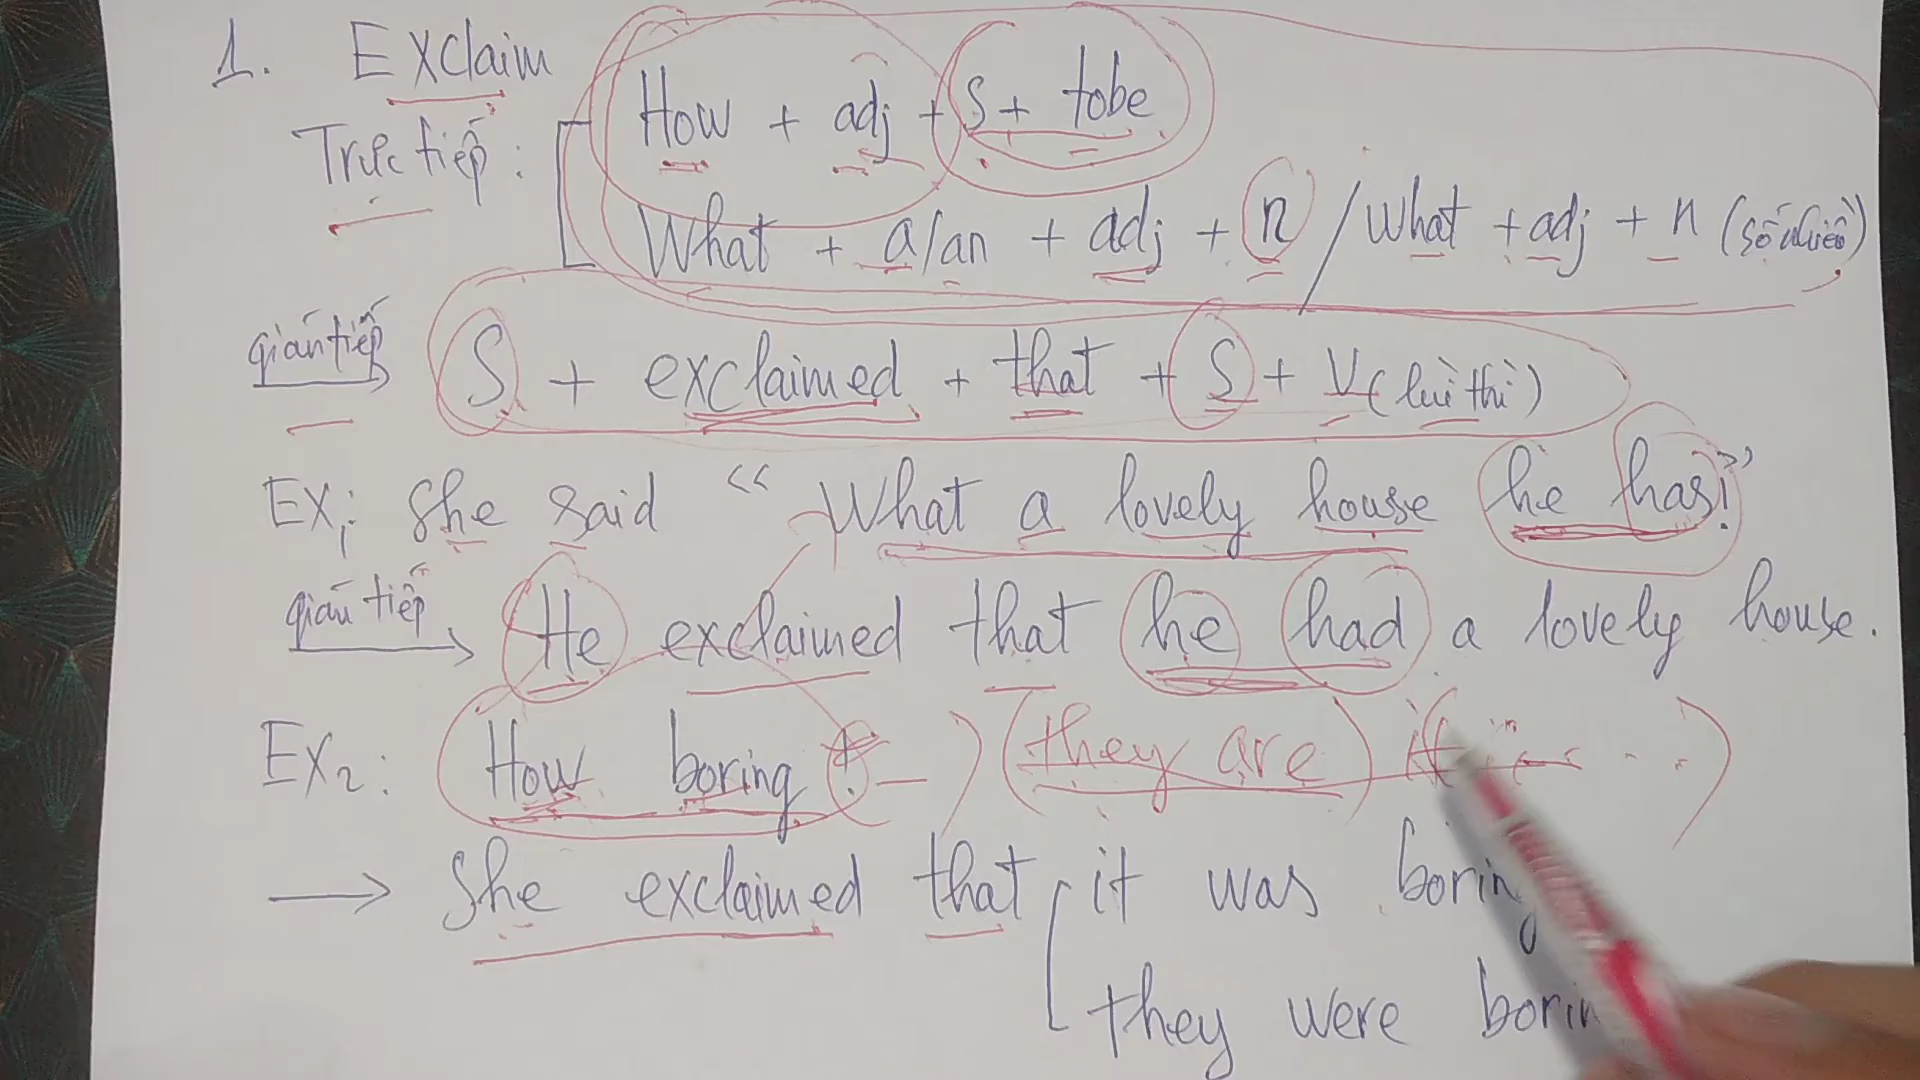 1. Exclaim
How + adj + S + tobe
Trực tiếp :
What + a/an + adj + n / What + adj + n (số nhiều)
gián tiếp
S + exclaimed + that + S + V (lùi thì)
EX1: She said “ What a lovely house he has!”
gián tiếp
He exclaimed that he had a lovely house.
EX2: How boring ! (they are) it
→ She exclaimed that it was
they were